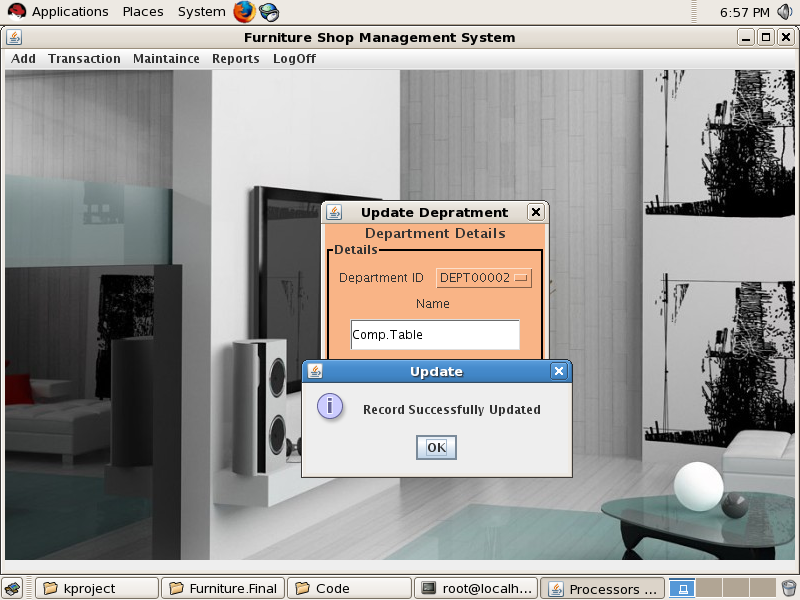 Applications Places System 6:57 PM
Furniture Shop Management System
Add Transaction Maintaince Reports LogOff
Update Depratment
Department Details
Details
Department ID DEPT00002
Name
Comp.Table
Update
Record Successfully Updated
OK
kproject Furniture.Final Code root@localh... Processors ...